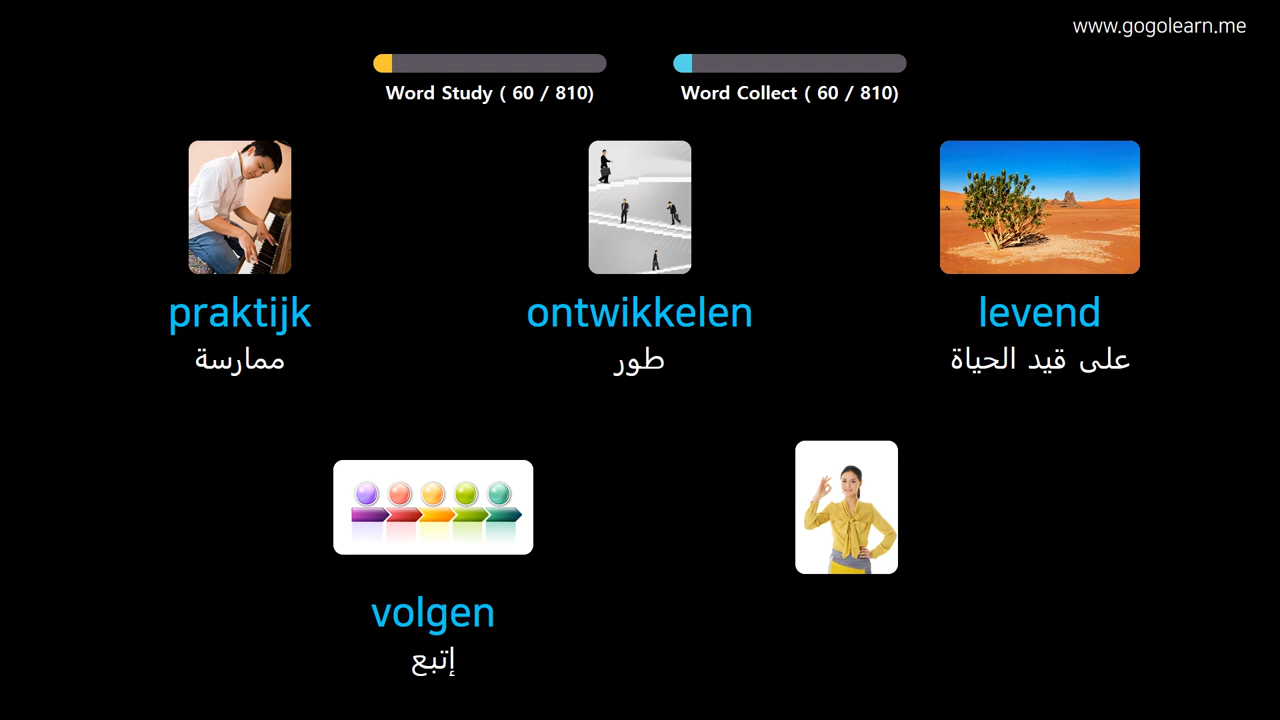 www.gogolearn.me
Word Study ( 60 / 810)
Word Collect ( 60 / 810)
praktijk
ممارسة
ontwikkelen
طور
levend
على قيد الحياة
volgen
إتبع